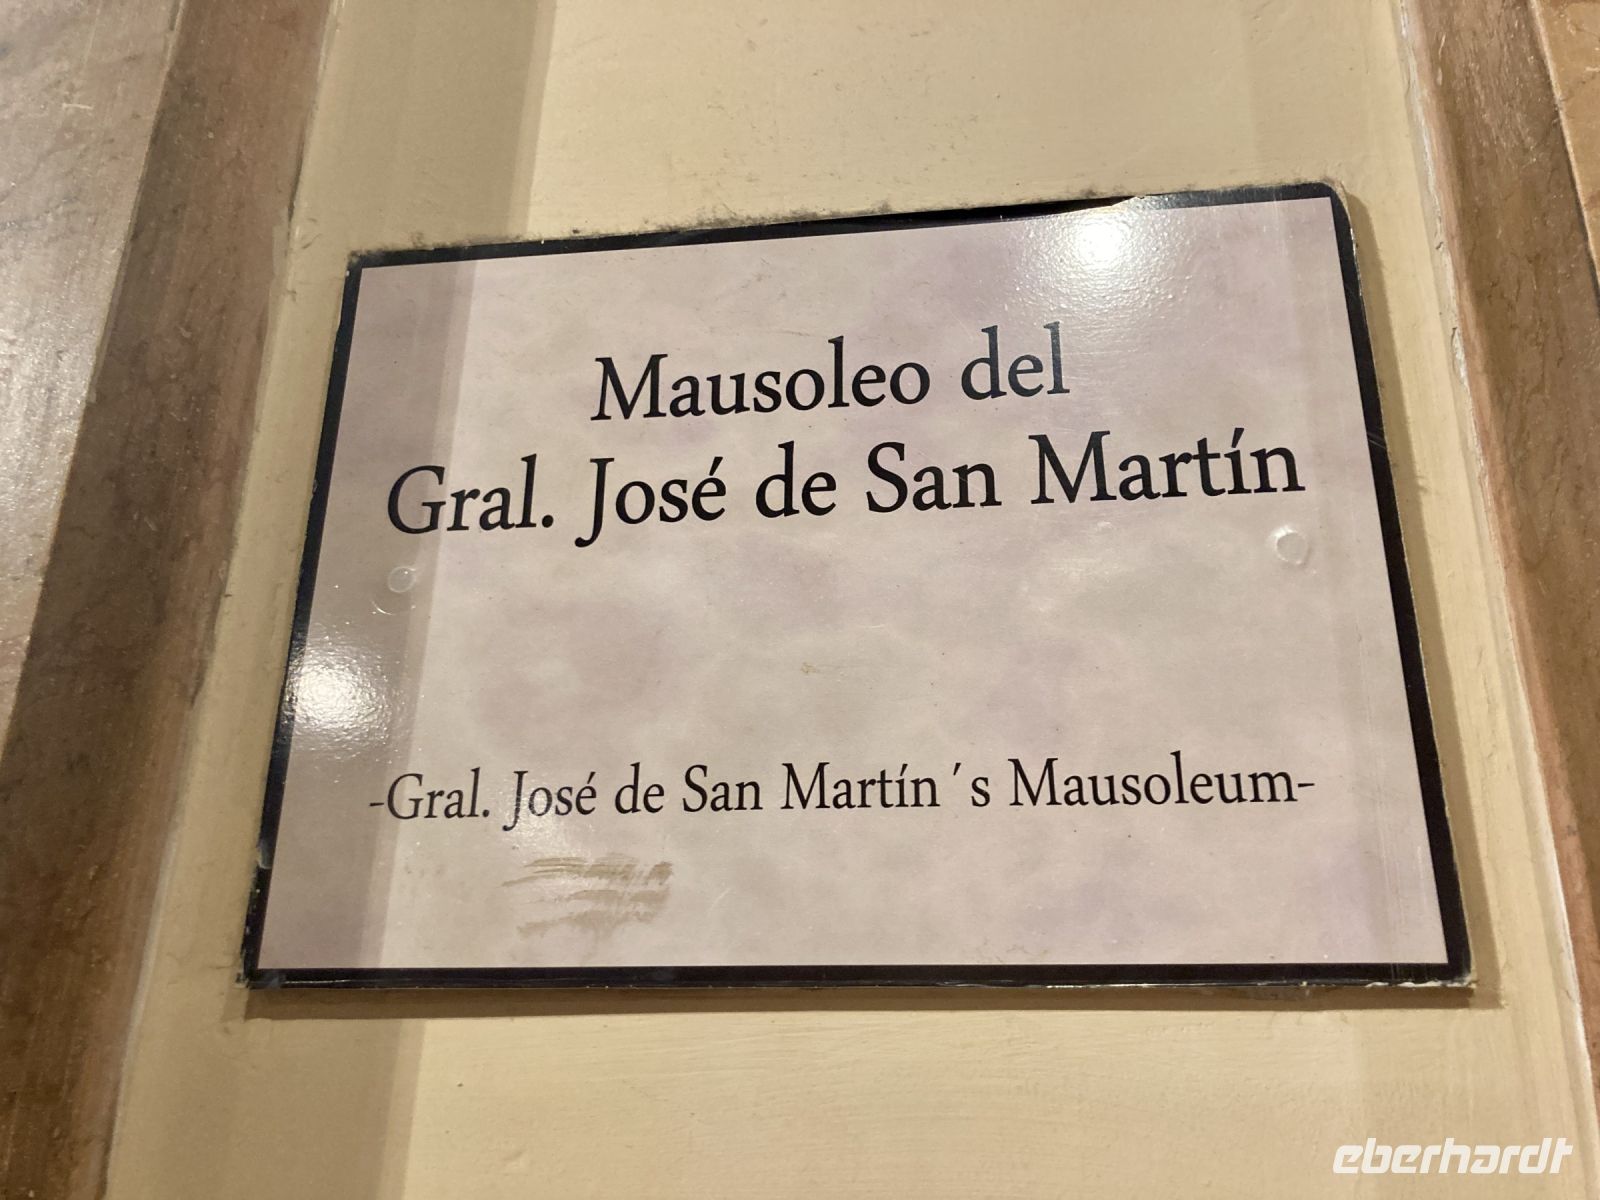 Mausoleo del
Gral. José de San Martín
-Gral. José de San Martín ´s Mausoleum-
eberhardt